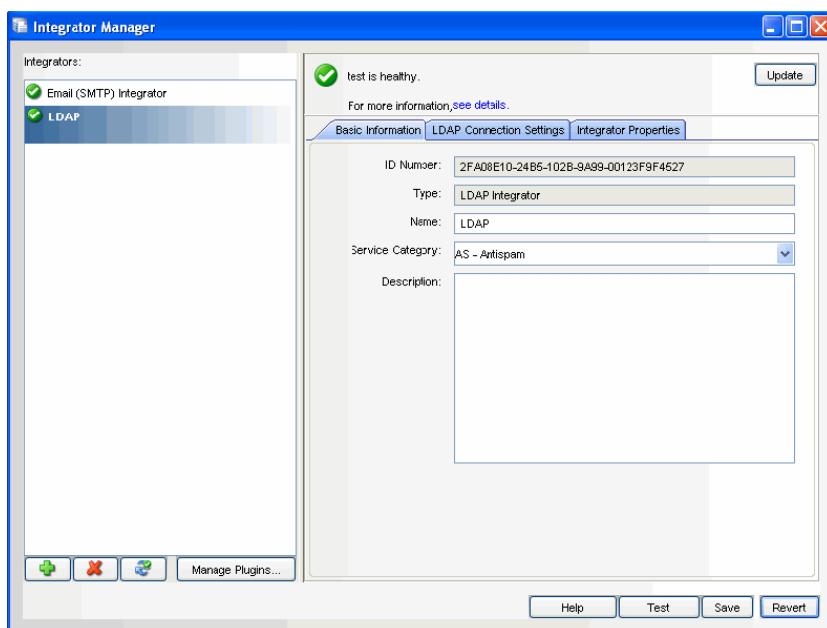 Integrator Manager
Integrators:
Email (SMTP) Integrator
LDAP
test is healthy.
Update
For more information,see details.
Basic Information
LDAP Connection Settings
Integrator Properties
ID Number:
2FA08E10-24B5-102B-9A99-00123F9F4527
Type:
LDAP Integrator
Name:
LDAP
Service Category:
AS - Antispam
Description:
Manage Plugins...
Help
Test
Save
Revert